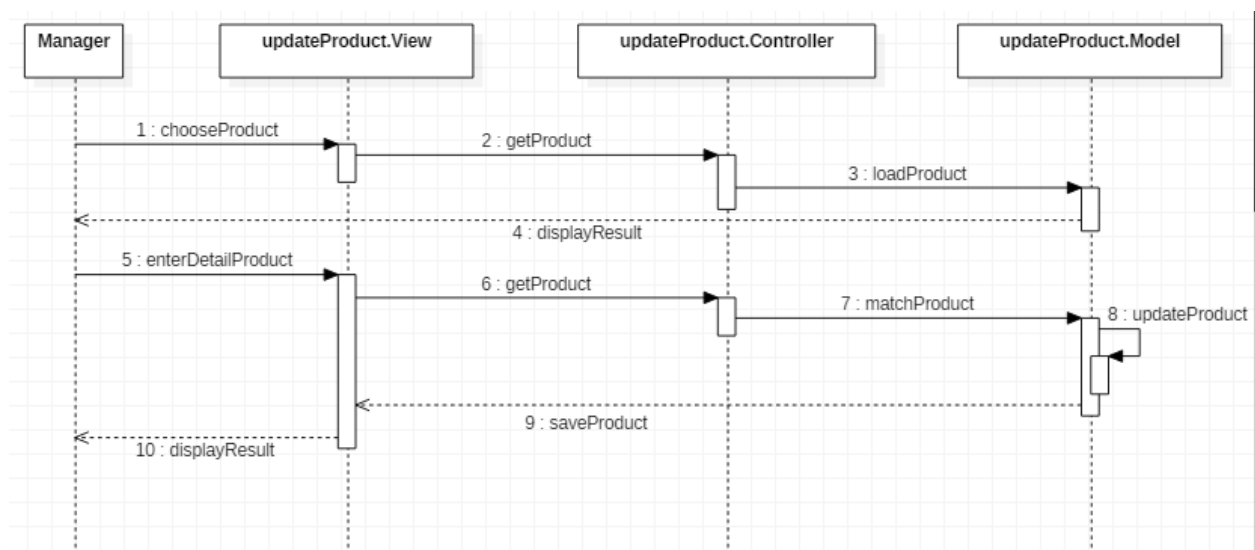 Manager
updateProduct.View
updateProduct.Controller
updateProduct.Model
1 : chooseProduct
2 : getProduct
3 : loadProduct
4 : displayResult
5 : enterDetailProduct
6 : getProduct
7 : matchProduct
8 : updateProduct
9 : saveProduct
10 : displayResult